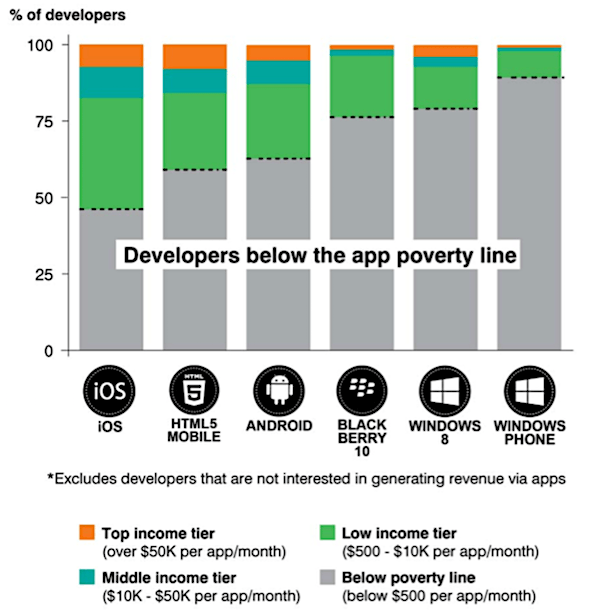 % of developers
100
75
50
25
0
Developers below the app poverty line
iOS
HTML
5
iOS
HTML5
MOBILE
ANDROID
BLACK
BERRY
10
WINDOWS
8
WINDOWS
PHONE
*Excludes developers that are not interested in generating revenue via apps
Top income tier
(over $50K per app/month)
Low income tier
($500 - $10K per app/month)
Middle income tier
($10K - $50K per app/month)
Below poverty line
(below $500 per app/month)